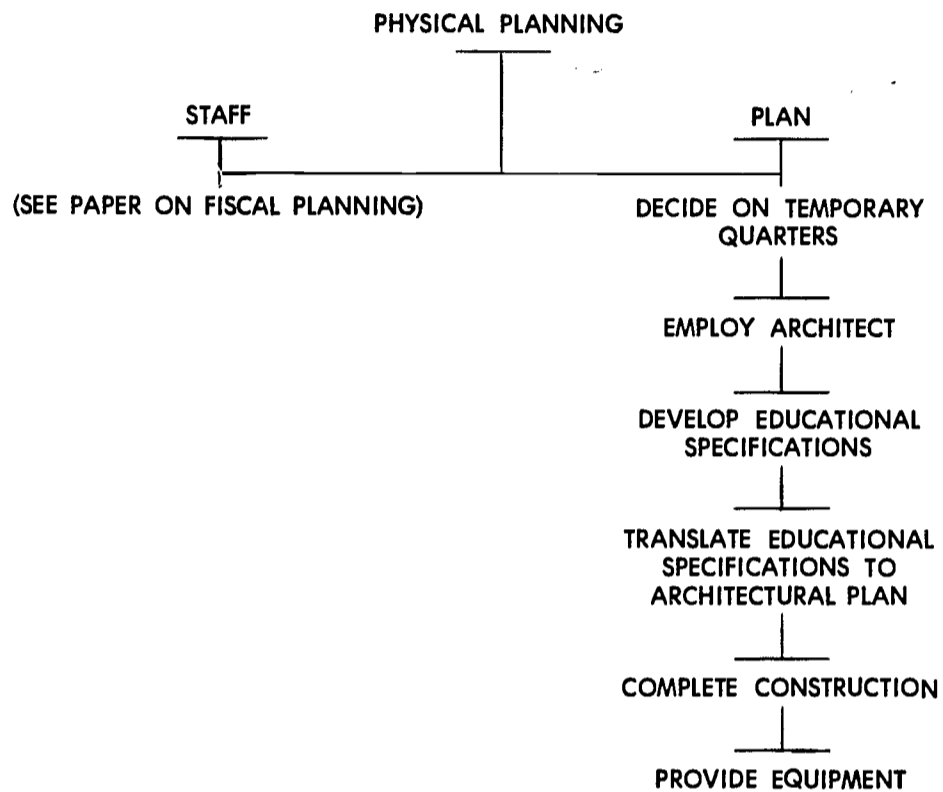 PHYSICAL PLANNING
STAFF
PLAN
(SEE PAPER ON FISCAL PLANNING)
DECIDE ON TEMPORARY
QUARTERS
EMPLOY ARCHITECT
DEVELOP EDUCATIONAL
SPECIFICATIONS
TRANSLATE EDUCATIONAL
SPECIFICATIONS TO
ARCHITECTURAL PLAN
COMPLETE CONSTRUCTION
PROVIDE EQUIPMENT